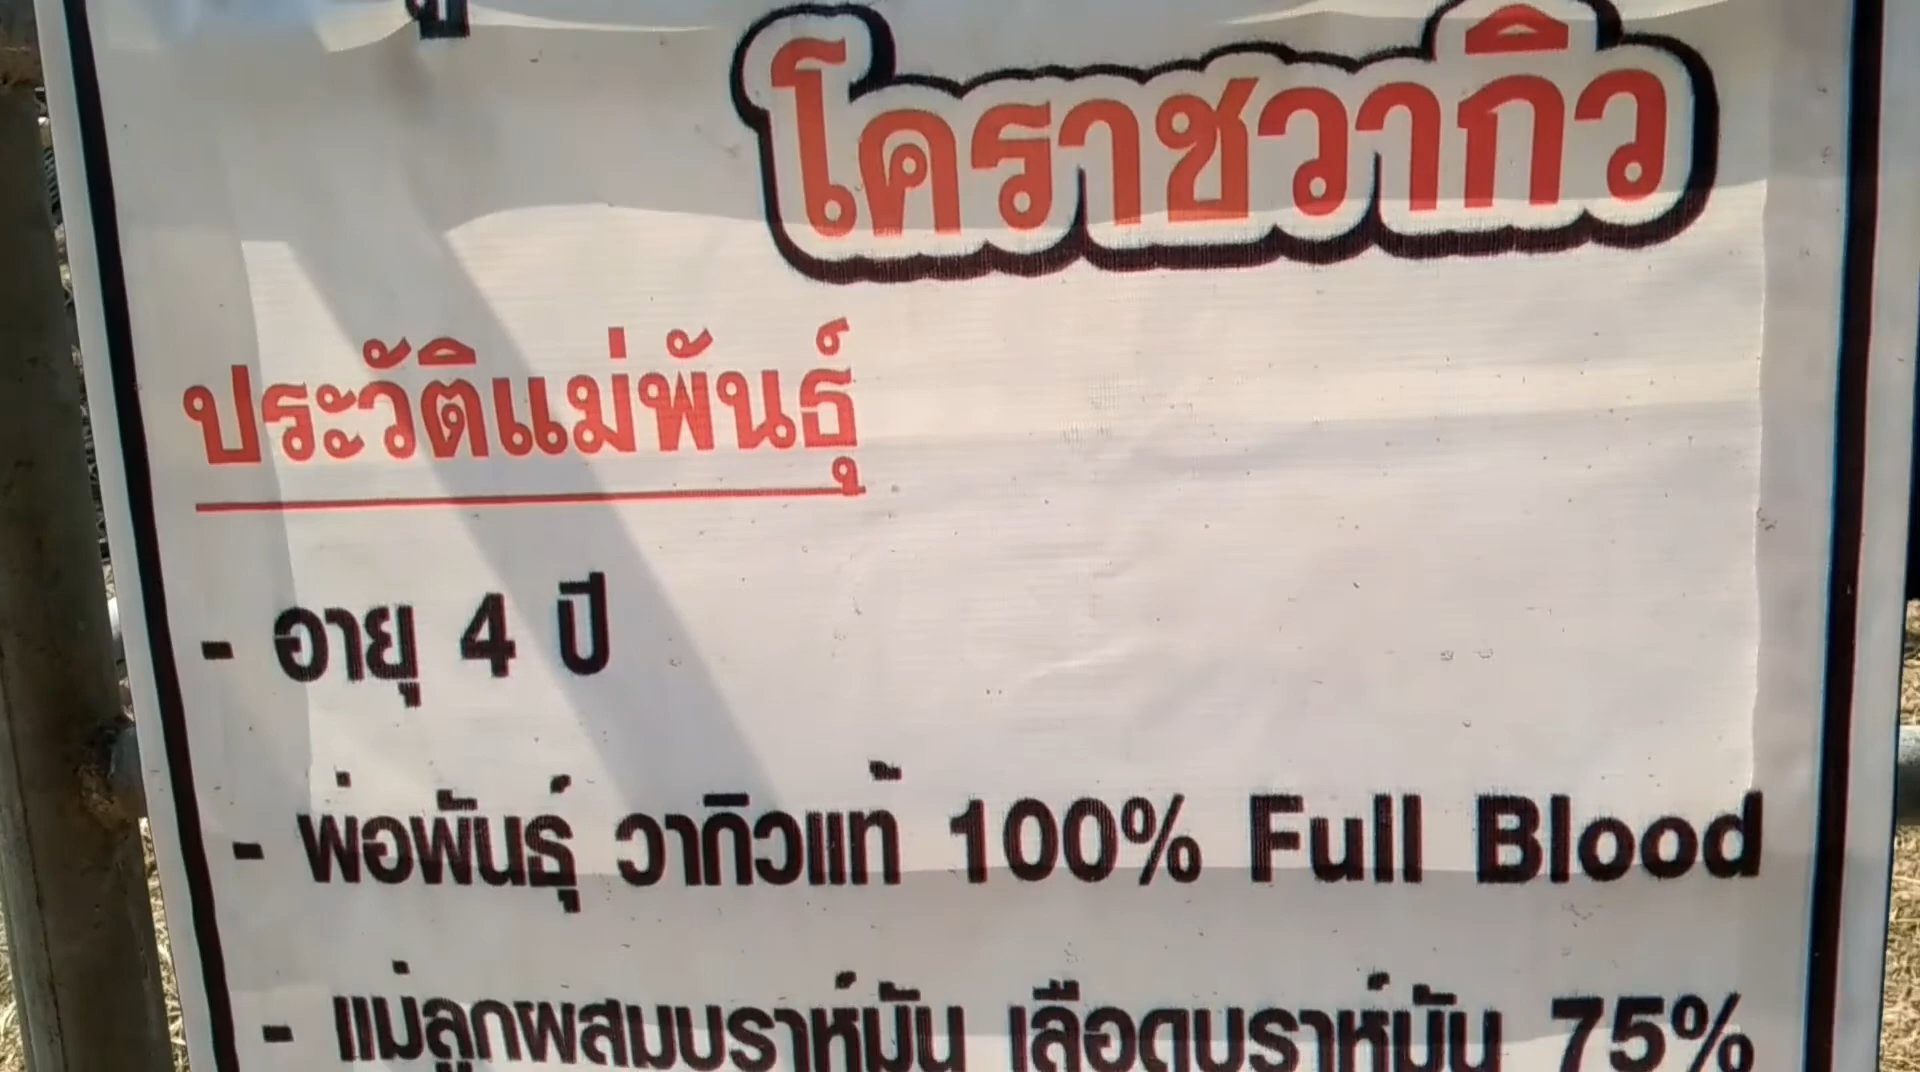 โคราชวากิว
ประวัติแม่พันธุ์
- อายุ 4 ปี
- พ่อพันธุ์ วากิวแท้ 100% Full Blood
- แม่ลูกผสมบราห์มัน เลือดบราห์มัน 75%